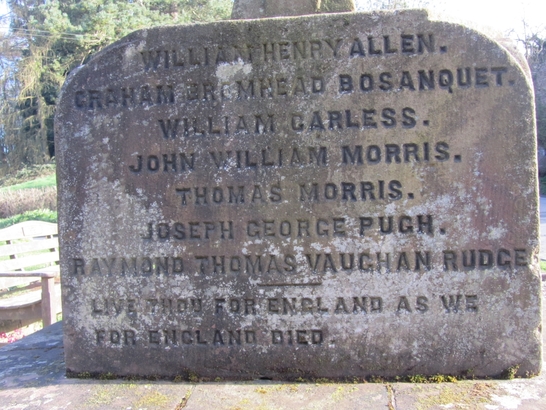 WILLIAM HENRY ALLEN.
GRAHAM BROMHEAD BOSANQUET.
WILLIAM CARLESS.
JOHN WILLIAM MORRIS.
THOMAS MORRIS.
JOSEPH GEORGE PUGH.
RAYMOND THOMAS VAUGHAN RUDGE
LIVE THOU FOR ENGLAND AS WE
FOR ENGLAND DIED.